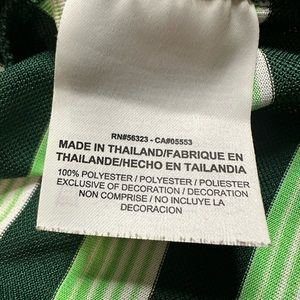 RN#56323 - CA#05553
MADE IN THAILAND/FABRIQUE EN
THAILANDE/HECHO EN TAILANDIA
100% POLYESTER / POLYESTER / POLIESTER
EXCLUSIVE OF DECORATION / DECORATION
NON COMPRISE / NO INCLUYE LA
DECORACION